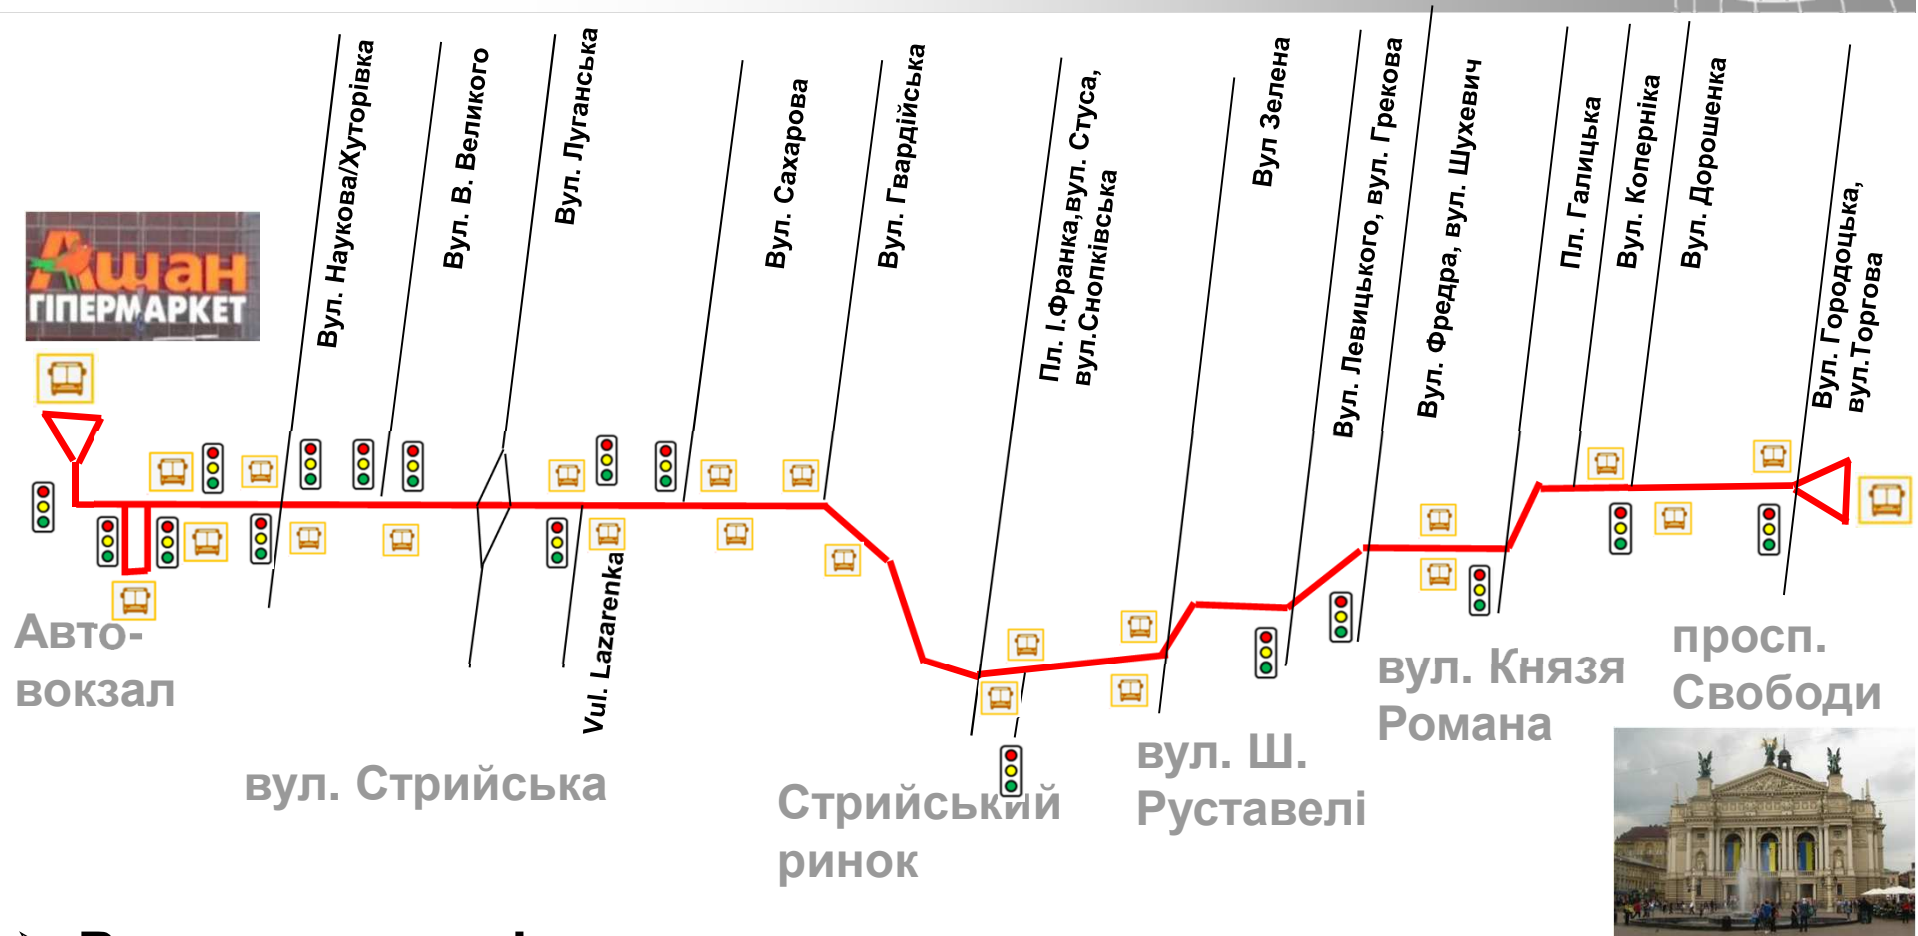 Вул. Наукова/Хуторівка
Вул. В. Великого
Вул. Луганська
Вул. Сахарова
Вул. Гвардійська
Пл. І.Франка,вул. Стуса,
вул.Снопківська
Вул Зелена
Вул. Левицького, вул. Грекова
Вул. Фредра, вул. Шухевич
Пл. Галицька
Вул. Коперніка
Вул. Дорошенка
Вул. Городоцька,
вул.Торгова
Ашан
ГІПЕРМАРКЕТ
Авто-
вокзал
вул. Стрийська
Vul. Lazarenka
Стрийський
ринок
вул. Ш.
Руставелі
вул. Князя
Романа
просп.
Свободи